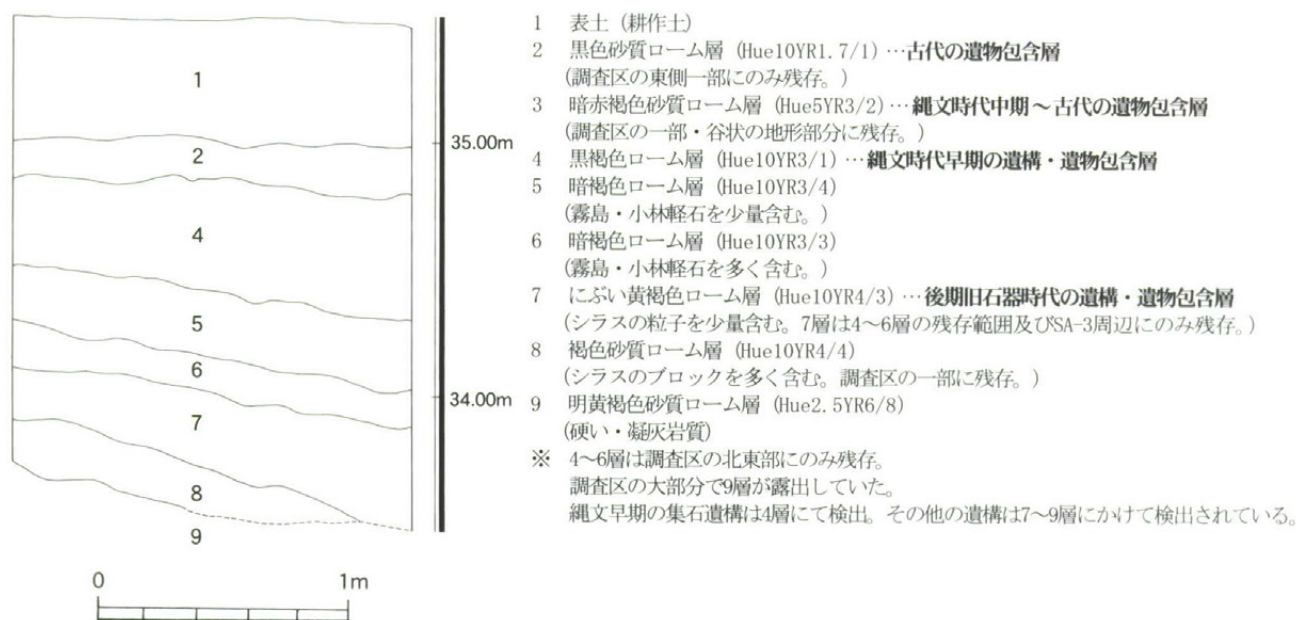 1
2
4
5
6
7
8
9
35.00m
34.00m
0 1m
1 表土（耕作土）
2 黒色砂質ローム層（Hue10YR1.7/1）…古代の遺物包含層
（調査区の東側一部にのみ残存。）
3 暗赤褐色砂質ローム層（Hue5YR3/2）…縄文時代中期～古代の遺物包含層
（調査区の一部・谷状の地形部分に残存。）
4 黒褐色ローム層（Hue10YR3/1）…縄文時代早期の遺構・遺物包含層
5 暗褐色ローム層（Hue10YR3/4）
（霧島・小林軽石を少量含む。）
6 暗褐色ローム層（Hue10YR3/3）
（霧島・小林軽石を多く含む。）
7 にぶい黄褐色ローム層（Hue10YR4/3）…後期旧石器時代の遺構・遺物包含層
（シラスの粒子を少量含む。7層は4～6層の残存範囲及びSA-3周辺にのみ残存。）
8 褐色砂質ローム層（Hue10YR4/4）
（シラスのブロックを多く含む。調査区の一部に残存。）
9 明黄褐色砂質ローム層（Hue2.5YR6/8）
（硬い・凝灰岩質）
※ 4～6層は調査区の北東部にのみ残存。
調査区の大部分で9層が露出していた。
縄文早期の集石遺構は4層にて検出。その他の遺構は7～9層にかけて検出されている。